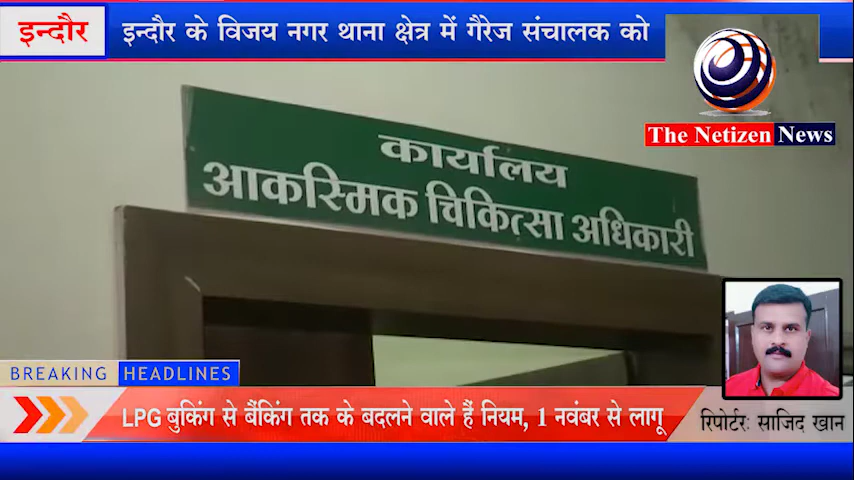 इन्दौर
इन्दौर के विजय नगर थाना क्षेत्र में गैरेज संचालक को
The Netizen News
कार्यालय
आकस्मिक चिकित्सा अधिकारी
BREAKING HEADLINES
LPG बुकिंग से बैंकिंग तक के बदलने वाले हैं नियम, 1 नवंबर से लागू
रिपोर्टर: साजिद खान